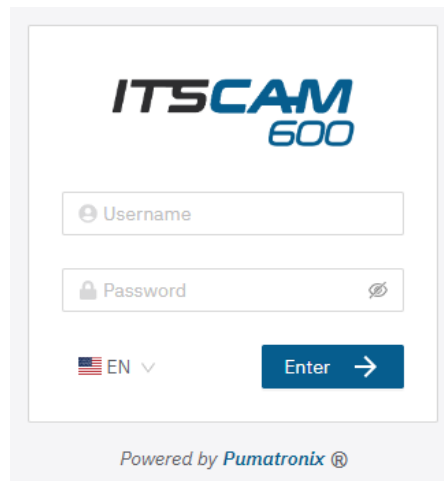 ITSCAM
600
Username
Password
EN
Enter
Powered by Pumatronix ®